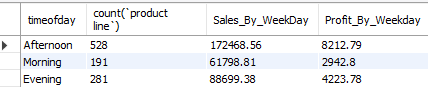 timeofday count(`product line`) Sales_By_WeekDay Profit_By_Weekday
Afternoon 528 172468.56 8212.79
Morning 191 61798.81 2942.8
Evening 281 88699.38 4223.78